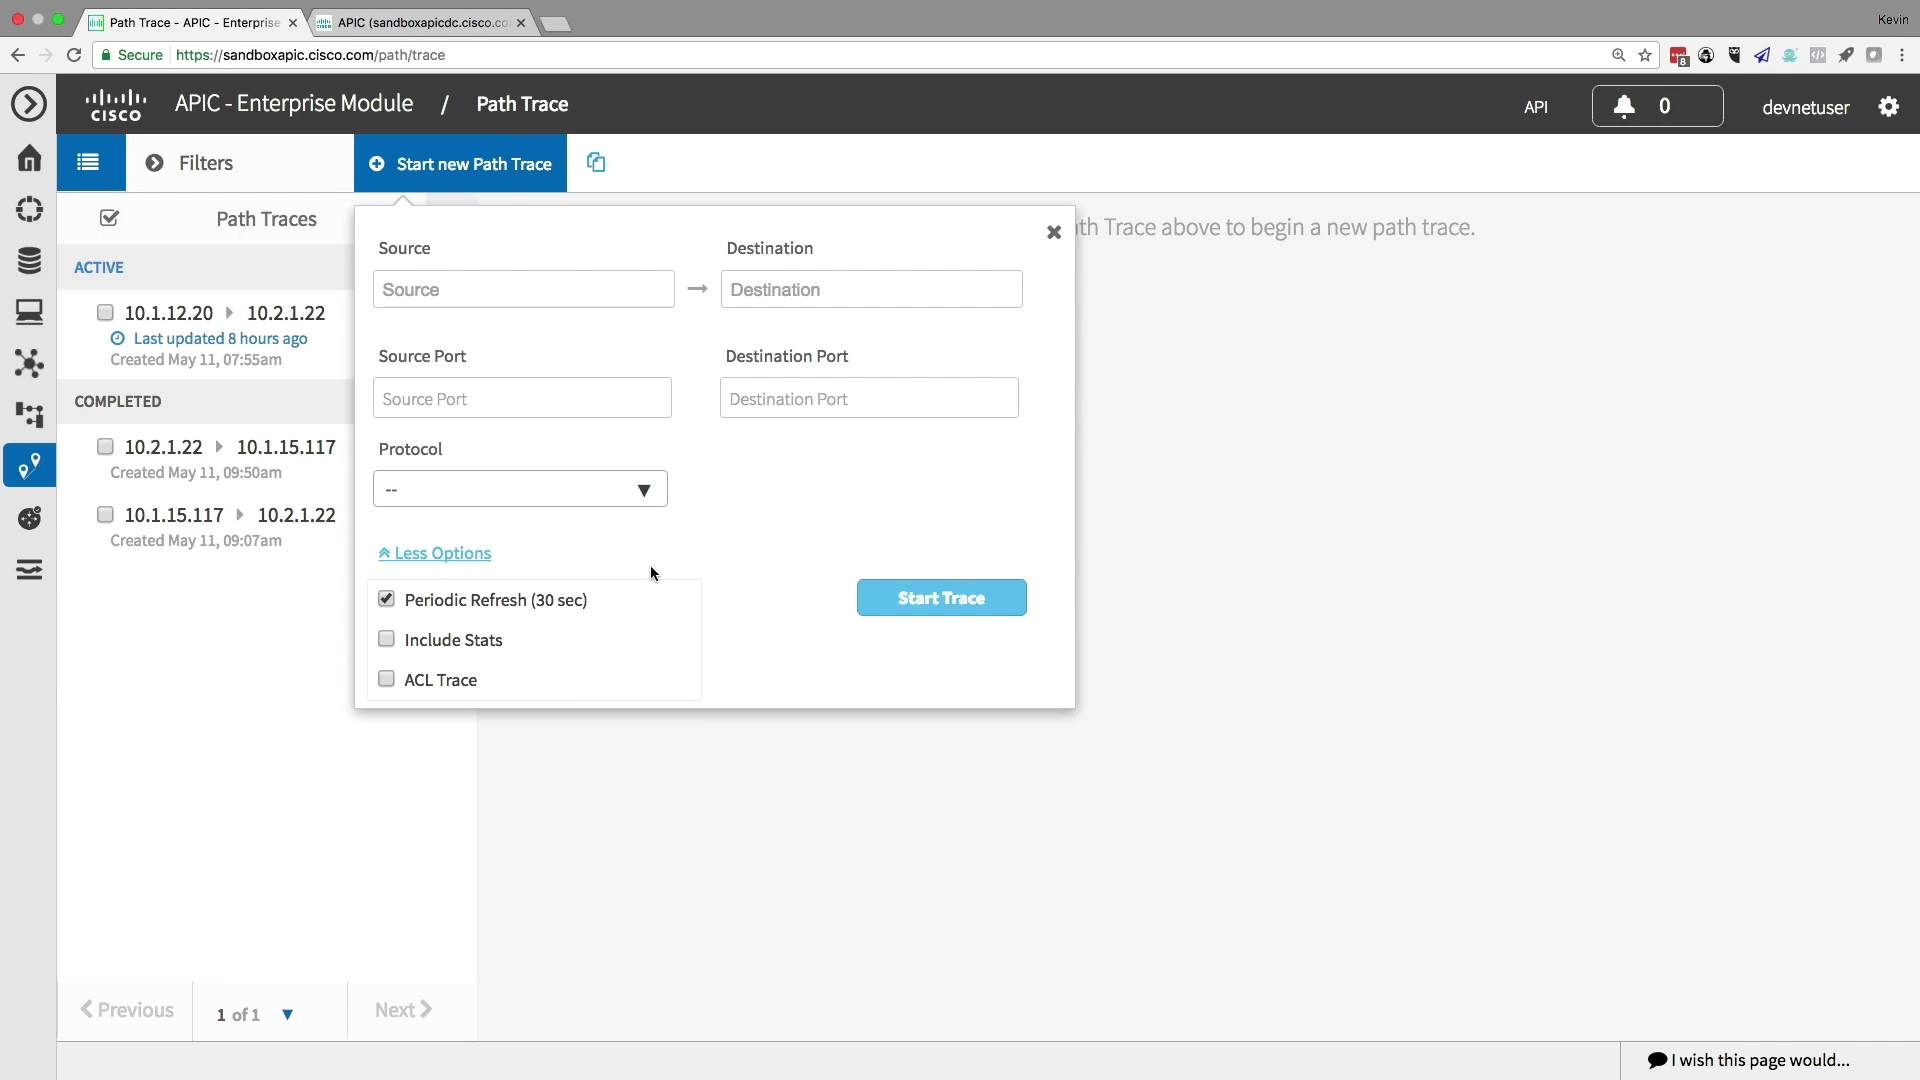 Path Trace - APIC - Enterprise
APIC (sandboxapicdc.cisco.co
Kevin
Secure https://sandboxapic.cisco.com/path/trace
8
CISCO APIC - Enterprise Module / Path Trace
API
0
devnetuser
Filters
Start new Path Trace
Path Traces
th Trace above to begin a new path trace.
ACTIVE
10.1.12.20 10.2.1.22
Last updated 8 hours ago
Created May 11, 07:55am
COMPLETED
10.2.1.22 10.1.15.117
Created May 11, 09:50am
10.1.15.117 10.2.1.22
Created May 11, 09:07am
Source
Destination
Source
Destination
Source Port
Destination Port
Source Port
Destination Port
Protocol
--
Less Options
Periodic Refresh (30 sec)
Include Stats
ACL Trace
Start Trace
Previous
1 of 1
Next
I wish this page would...